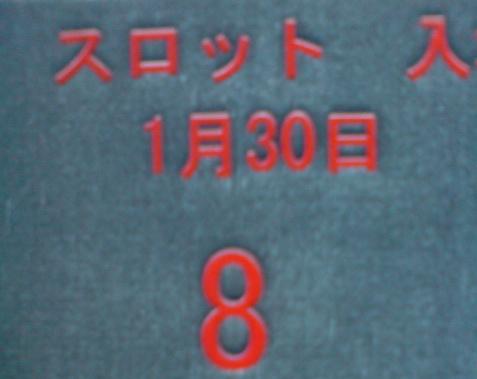 スロット 入
1月30日
8